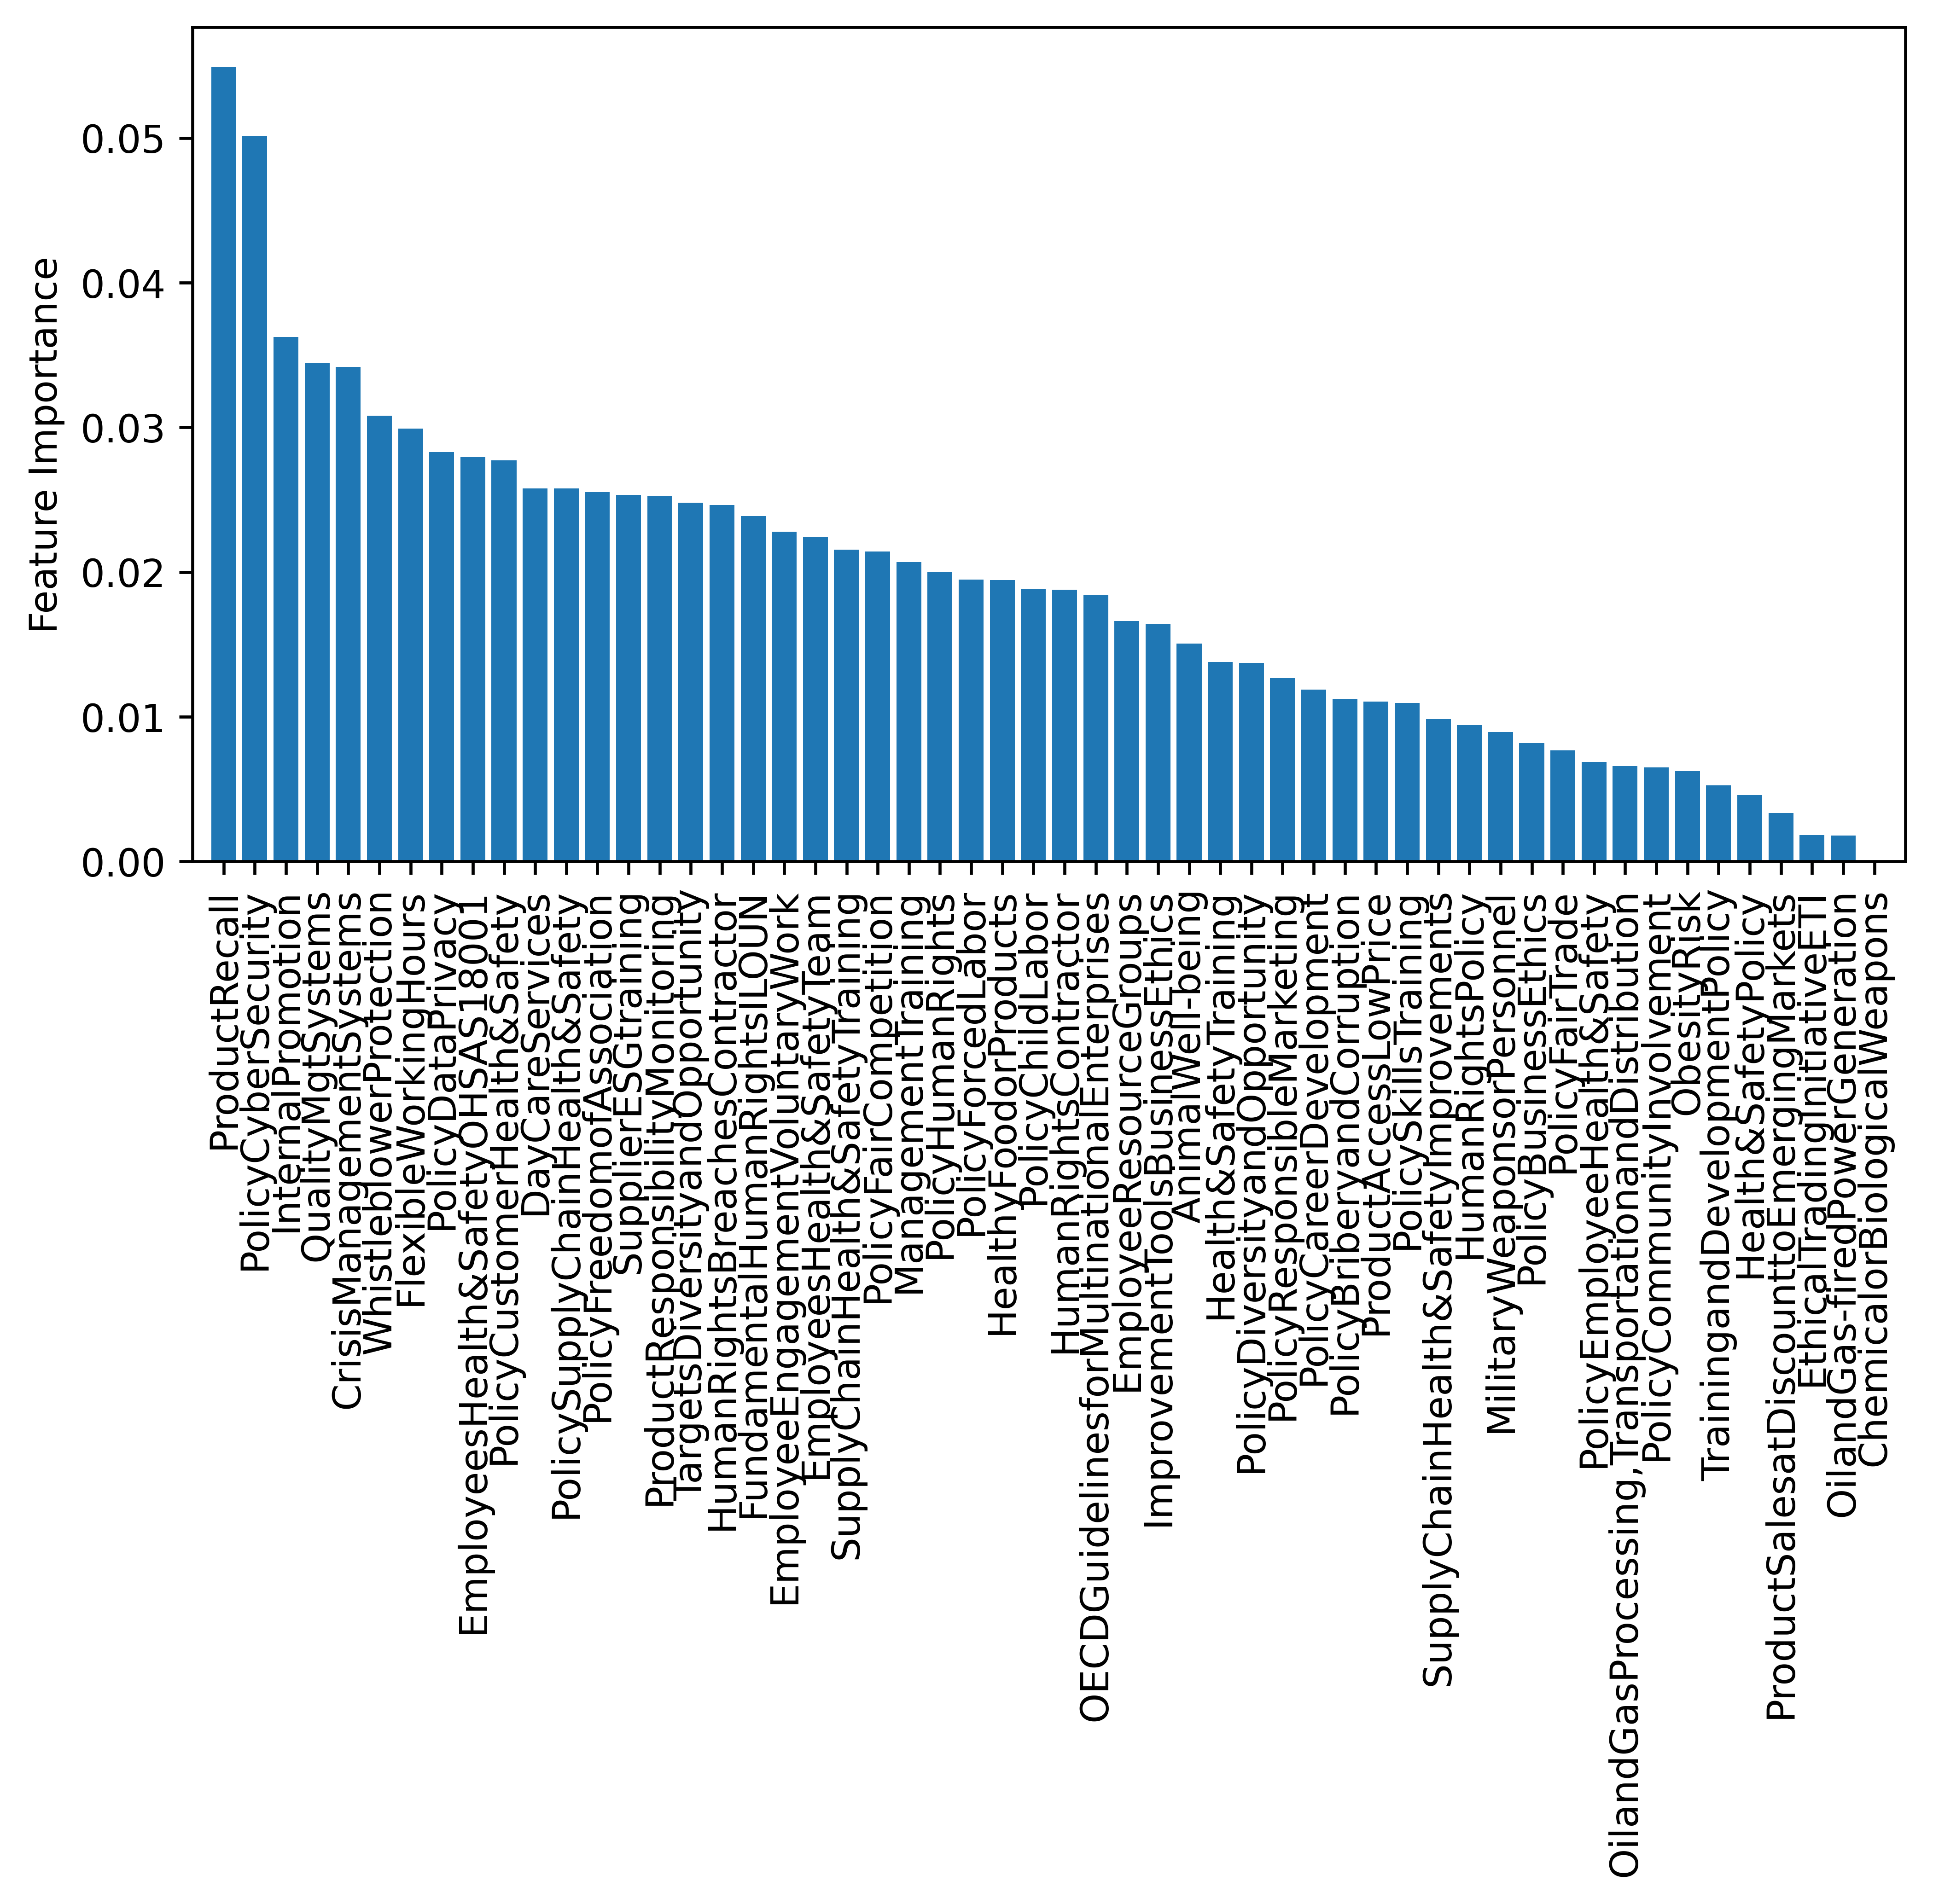 Feature Importance
0.05
0.04
0.03
0.02
0.01
0.00
ProductRecall
PolicyCyberSecurity
InternalPromotion
QualityMgtSystems
CrisisManagementSystems
WhistleblowerProtection
FlexibleWorkingHours
PolicyDataPrivacy
EmployeesHealth&SafetyOHSAS18001
PolicyCustomerHealth&Safety
DayCareServices
PolicySupplyChainHealth&Safety
PolicyFreedomofAssociation
SupplierESGtraining
ProductResponsibilityMonitoring
TargetsDiversityandOpportunity
HumanRightsBreachesContractor
FundamentalHumanRightsILOUN
EmployeeEngagementVoluntaryWork
EmployeesHealth&SafetyTeam
SupplyChainHealth&SafetyTraining
PolicyFairCompetition
ManagementTraining
PolicyHumanRights
PolicyForcedLabor
HealthyFoodorProducts
PolicyChildLabor
HumanRightsContractor
OECDGuidelinesforMultinationalEnterprises
EmployeeResourceGroups
ImprovementToolsBusinessEthics
AnimalWell-being
Health&SafetyTraining
PolicyDiversityandOpportunity
PolicyResponsibleMarketing
PolicyCareerDevelopment
PolicyBriberyandCorruption
ProductAccessLowPrice
PolicySkillsTraining
SupplyChainHealth&SafetyImprovements
HumanRightsPolicy
MilitaryWeaponsorPersonnel
PolicyBusinessEthics
PolicyFairTrade
PolicyEmployeeHealth&Safety
OilandGasProcessing,TransportationandDistribution
PolicyCommunityInvolvement
ObesityRisk
TrainingandDevelopmentPolicy
Health&SafetyPolicy
ProductSalesatDiscounttoEmergingMarkets
EthicalTradingInitiativeETI
OilandGas-firedPowerGeneration
ChemicalorBiologicalWeapons